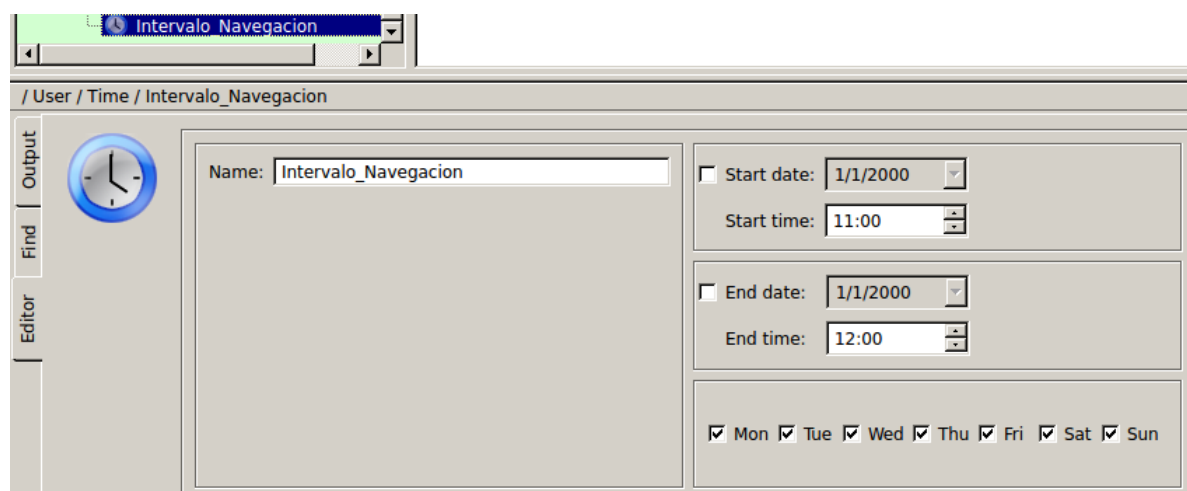 Intervalo_Navegacion
/ User / Time / Intervalo_Navegacion
Output
Find
Editor
Name: Intervalo_Navegacion
Start date: 1/1/2000
Start time: 11:00
End date: 1/1/2000
End time: 12:00
Mon Tue Wed Thu Fri Sat Sun